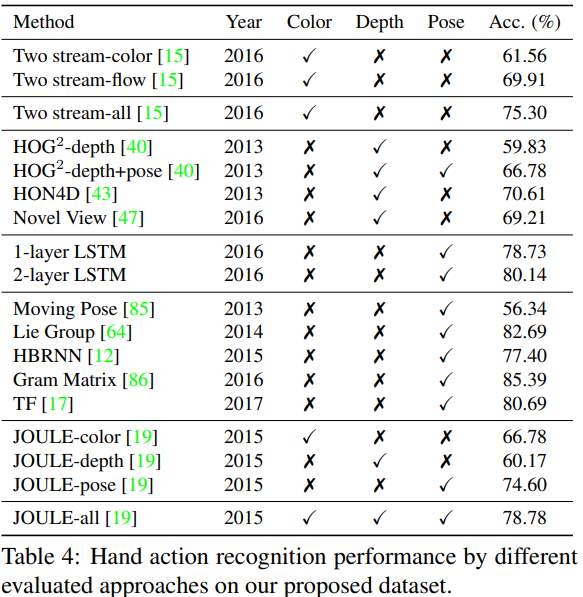 Method Year Color Depth Pose Acc. (%)
Two stream-color [15] 2016 ✓ ✗ ✗ 61.56
Two stream-flow [15] 2016 ✓ ✗ ✗ 69.91
Two stream-all [15] 2016 ✓ ✗ ✗ 75.30
HOG²-depth [40] 2013 ✗ ✓ ✗ 59.83
HOG²-depth+pose [40] 2013 ✗ ✓ ✓ 66.78
HON4D [43] 2013 ✗ ✓ ✗ 70.61
Novel View [47] 2016 ✗ ✓ ✗ 69.21
1-layer LSTM 2016 ✗ ✗ ✓ 78.73
2-layer LSTM 2016 ✗ ✗ ✓ 80.14
Moving Pose [85] 2013 ✗ ✗ ✓ 56.34
Lie Group [64] 2014 ✗ ✗ ✓ 82.69
HBRNN [12] 2015 ✗ ✗ ✓ 77.40
Gram Matrix [86] 2016 ✗ ✗ ✓ 85.39
TF [17] 2017 ✗ ✗ ✓ 80.69
JOULE-color [19] 2015 ✓ ✗ ✗ 66.78
JOULE-depth [19] 2015 ✗ ✓ ✗ 60.17
JOULE-pose [19] 2015 ✗ ✗ ✓ 74.60
JOULE-all [19] 2015 ✓ ✓ ✓ 78.78
Table 4: Hand action recognition performance by different
evaluated approaches on our proposed dataset.